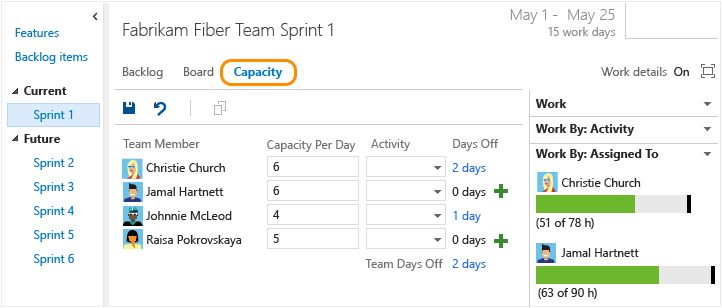 Features
Backlog items
Current
Sprint 1
Future
Sprint 2
Sprint 3
Sprint 4
Sprint 5
Sprint 6
Fabrikam Fiber Team Sprint 1
May 1 - May 25
15 work days
Backlog Board Capacity
Work details On
Team Member Capacity Per Day Activity Days Off
Christie Church 6 2 days
Jamal Hartnett 6 0 days
Johnnie McLeod 4 1 day
Raisa Pokrovskaya 5 0 days
Team Days Off 2 days
Work
Work By: Activity
Work By: Assigned To
Christie Church
(51 of 78 h)
Jamal Hartnett
(63 of 90 h)